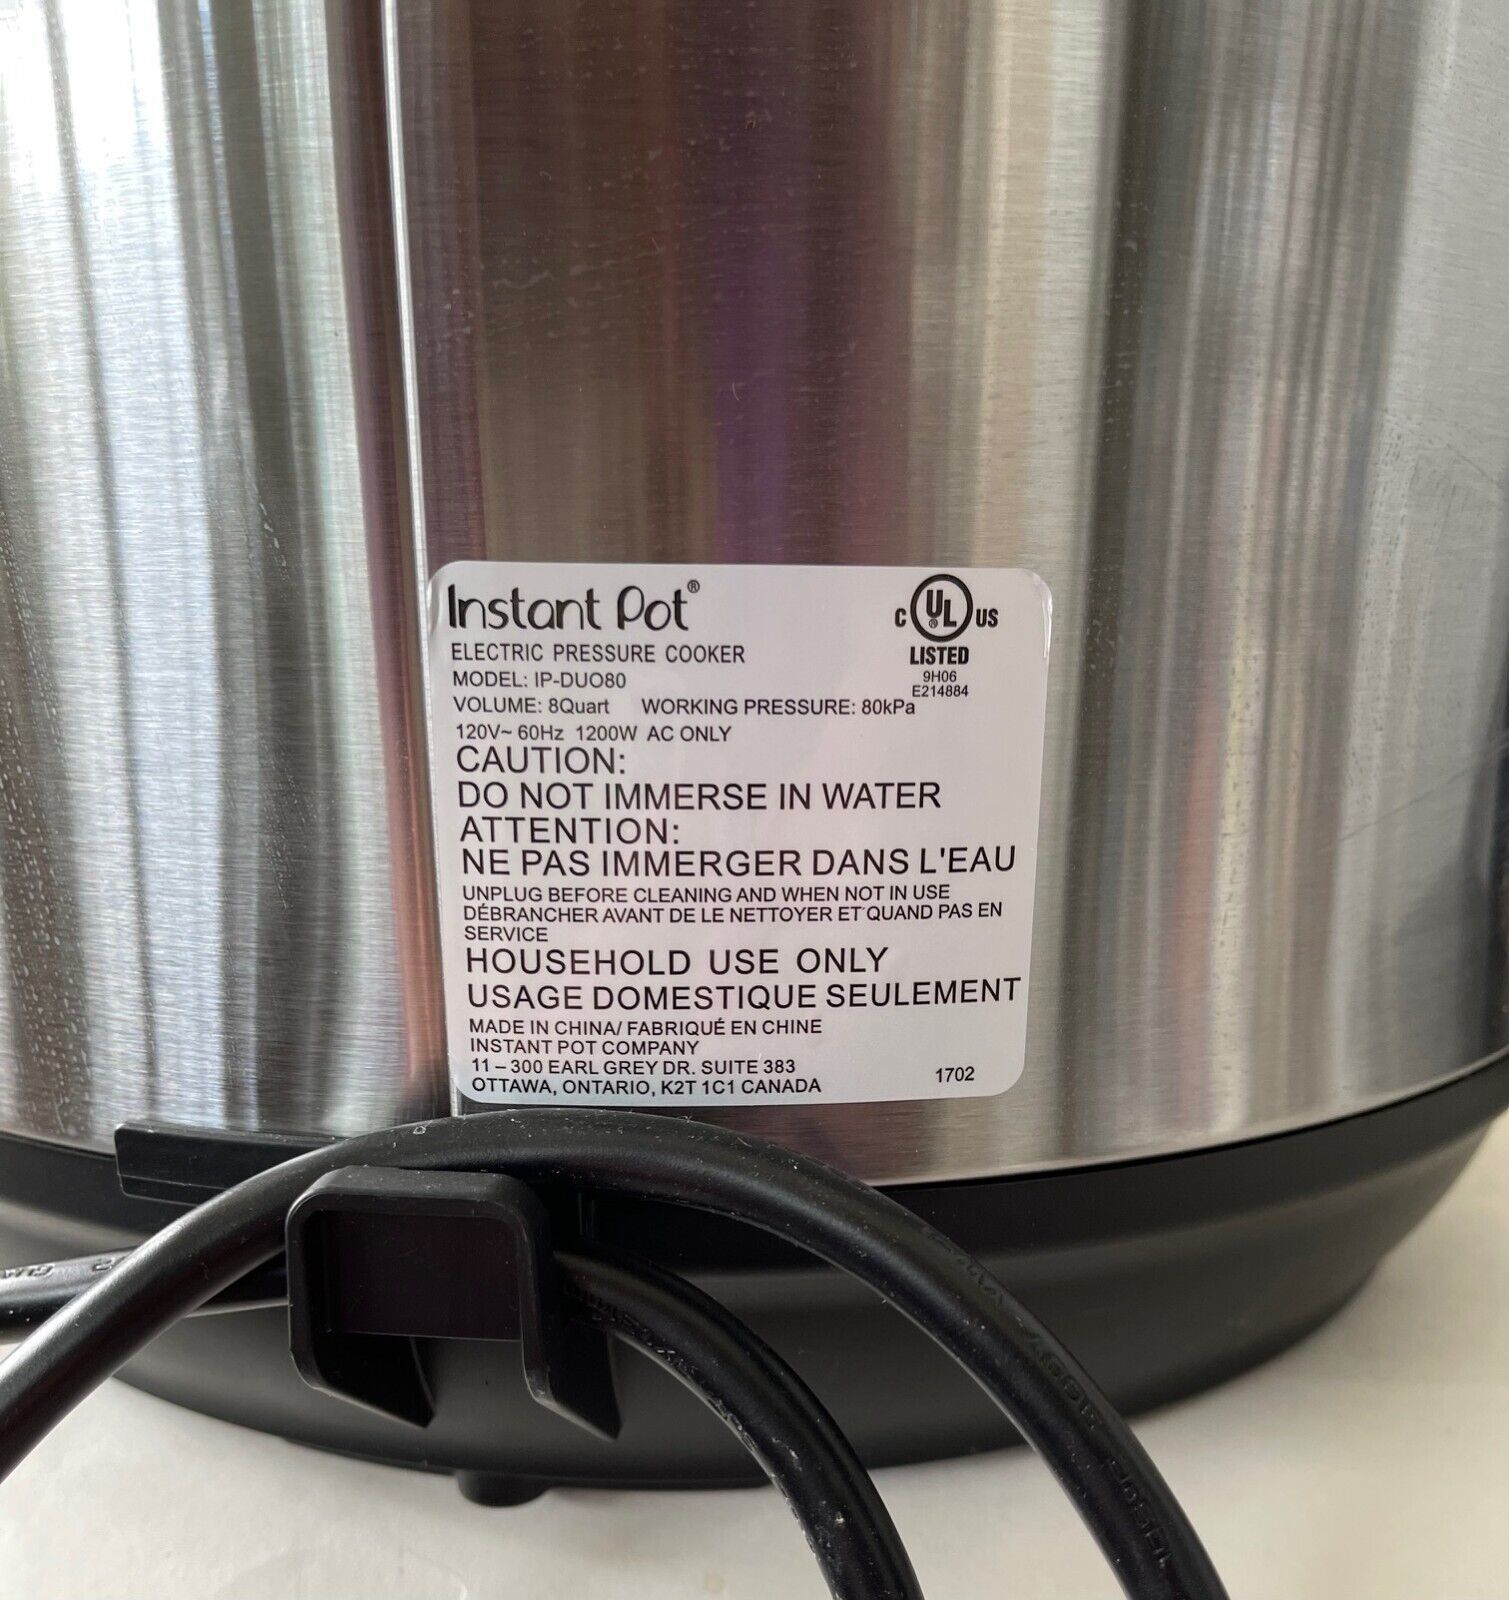 Instant Pot®
ELECTRIC PRESSURE COOKER
MODEL: IP-DUO80
VOLUME: 8Quart WORKING PRESSURE: 80kPa
120V~ 60Hz 1200W AC ONLY
C UL® US
LISTED
9H06
E214884
CAUTION:
DO NOT IMMERSE IN WATER
ATTENTION:
NE PAS IMMERGER DANS L'EAU
UNPLUG BEFORE CLEANING AND WHEN NOT IN USE
DÉBRANCHER AVANT DE LE NETTOYER ET QUAND PAS EN
SERVICE
HOUSEHOLD USE ONLY
USAGE DOMESTIQUE SEULEMENT
MADE IN CHINA/ FABRIQUÉ EN CHINE
INSTANT POT COMPANY
11 – 300 EARL GREY DR. SUITE 383
OTTAWA, ONTARIO, K2T 1C1 CANADA
1702